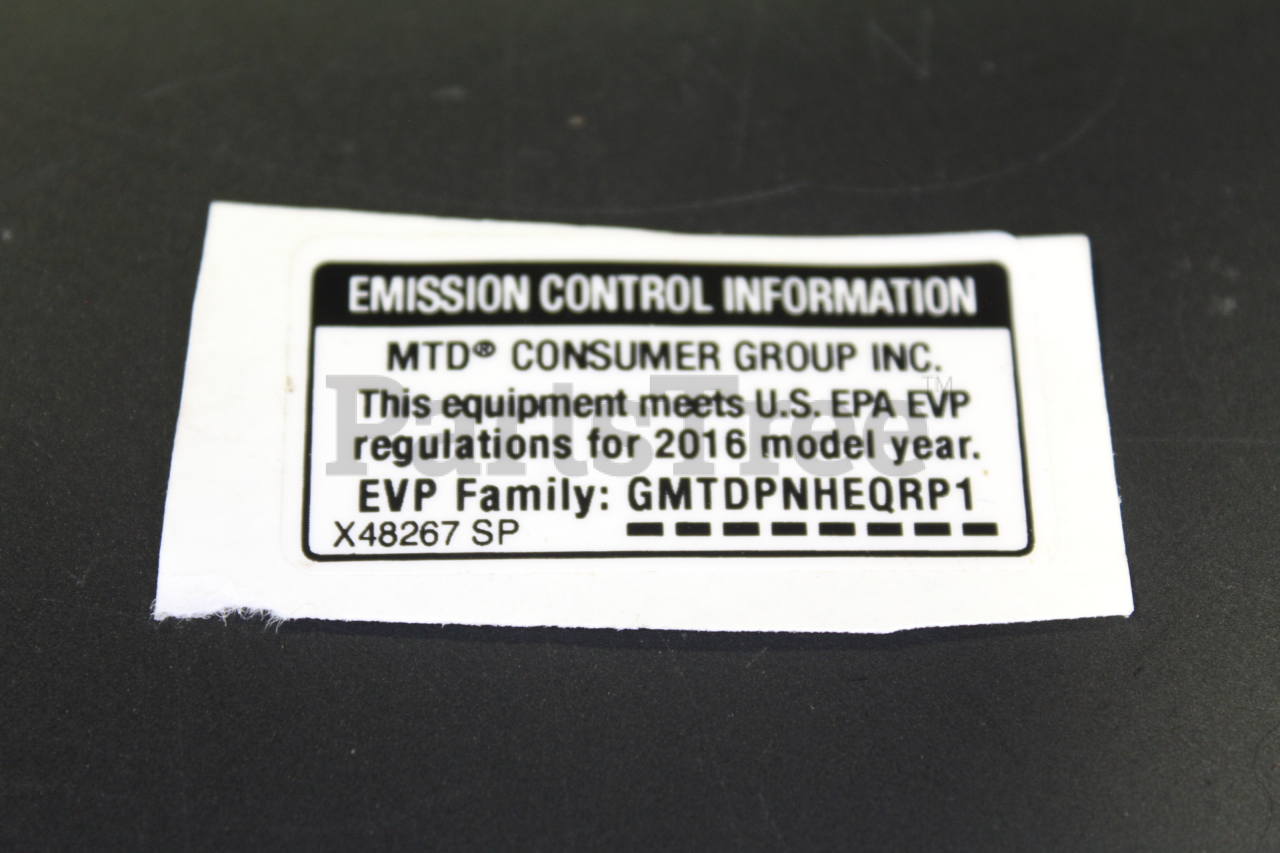 EMISSION CONTROL INFORMATION
MTD® CONSUMER GROUP INC.
This equipment meets U.S. EPA EVP
regulations for 2016 model year.
EVP Family: GMTDPNHEQRP1
X48267 SP
PartsTree™